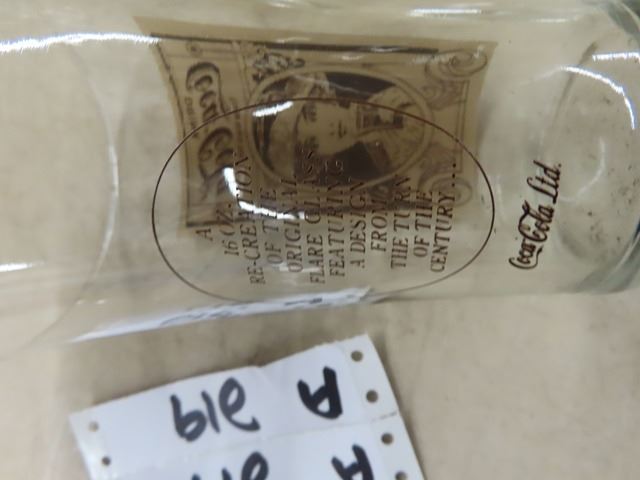 A
16 OZ.
RE-CREATION
OF THE
ORIGINAL
FLARE GLASS
FEATURING
A DESIGN
FROM
THE TURN
OF THE
CENTURY...
Coca-Cola Ltd.
A 219
A